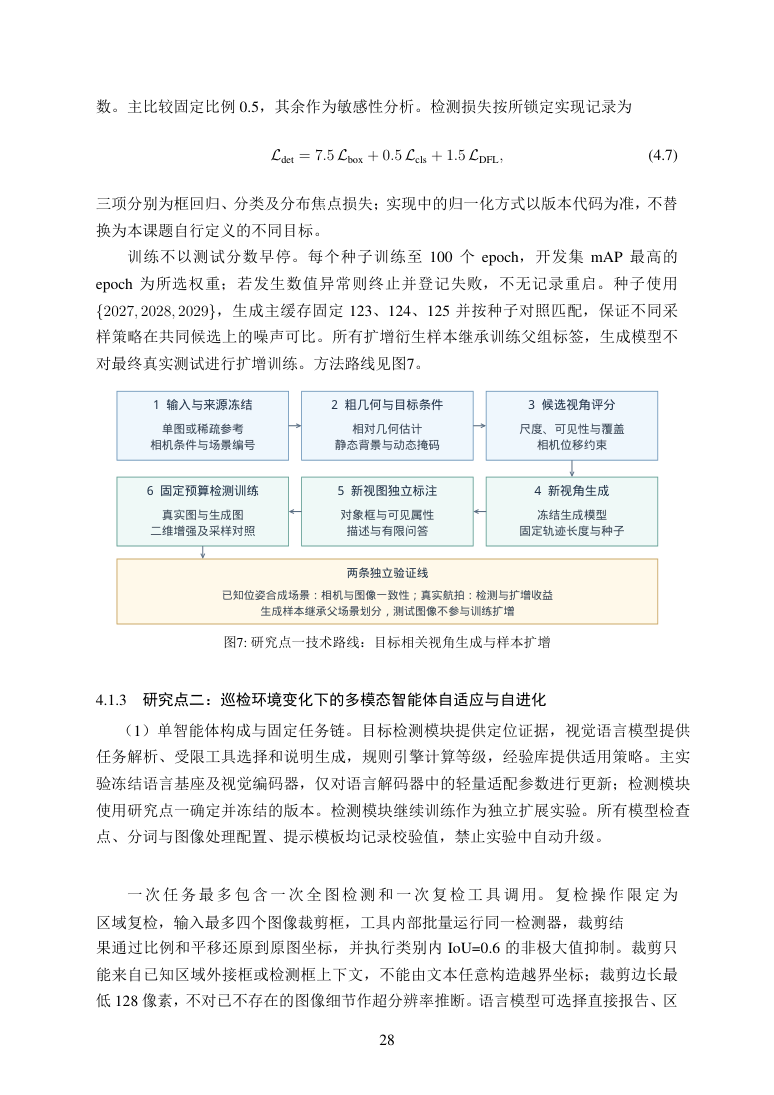 数。主比较固定比例 0.5，其余作为敏感性分析。检测损失按所锁定实现记录为
ℒdet = 7.5 ℒbox + 0.5 ℒcls + 1.5 ℒDFL, (4.7)
三项分别为框回归、分类及分布焦点损失；实现中的归一化方式以版本代码为准，不替
换为本课题自行定义的不同目标。
训练不以测试分数早停。每个种子训练至 100 个 epoch，开发集 mAP 最高的
epoch 为所选权重；若发生数值异常则终止并登记失败，不无记录重启。种子使用
{2027, 2028, 2029}，生成主缓存固定 123、124、125 并按种子对照匹配，保证不同采
样策略在共同候选上的噪声可比。所有扩增衍生样本继承训练父组标签，生成模型不
对最终真实测试进行扩增训练。方法路线见图7。
1 输入与来源冻结
单图或稀疏参考
相机条件与场景编号
2 粗几何与目标条件
相对几何估计
静态背景与动态掩码
3 候选视角评分
尺度、可见性与覆盖
相机位移约束
4 新视角生成
冻结生成模型
固定轨迹长度与种子
5 新视图独立标注
对象框与可见属性
描述与有限问答
6 固定预算检测训练
真实图与生成图
二维增强及采样对照
两条独立验证线
已知位姿合成场景：相机与图像一致性；真实航拍：检测与扩增收益
生成样本继承父场景划分，测试图像不参与训练扩增
图7: 研究点一技术路线：目标相关视角生成与样本扩增
4.1.3 研究点二：巡检环境变化下的多模态智能体自适应与自进化
（1）单智能体构成与固定任务链。目标检测模块提供定位证据，视觉语言模型提供
任务解析、受限工具选择和说明生成，规则引擎计算等级，经验库提供适用策略。主实
验冻结语言基座及视觉编码器，仅对语言解码器中的轻量适配参数进行更新；检测模块
使用研究点一确定并冻结的版本。检测模块继续训练作为独立扩展实验。所有模型检查
点、分词与图像处理配置、提示模板均记录校验值，禁止实验中自动升级。
一次任务最多包含一次全图检测和一次复检工具调用。复检操作限定为
区域复检，输入最多四个图像裁剪框，工具内部批量运行同一检测器，裁剪结
果通过比例和平移还原到原图坐标，并执行类别内 IoU=0.6 的非极大值抑制。裁剪只
能来自已知区域外接框或检测框上下文，不能由文本任意构造越界坐标；裁剪边长最
低 128 像素，不对已不存在的图像细节作超分辨率推断。语言模型可选择直接报告、区
28